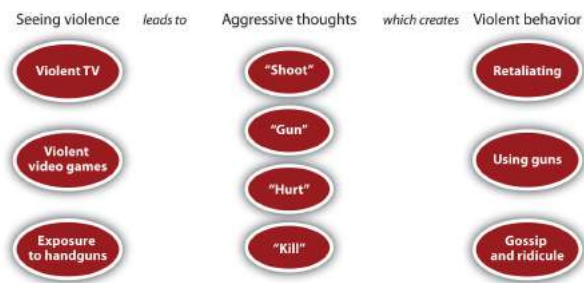 Seeing violence leads to Aggressive thoughts which creates Violent behavior
Violent TV
Violent
video games
Exposure
to handguns
“Shoot”
“Gun”
“Hurt”
“Kill”
Retaliating
Using guns
Gossip
and ridicule